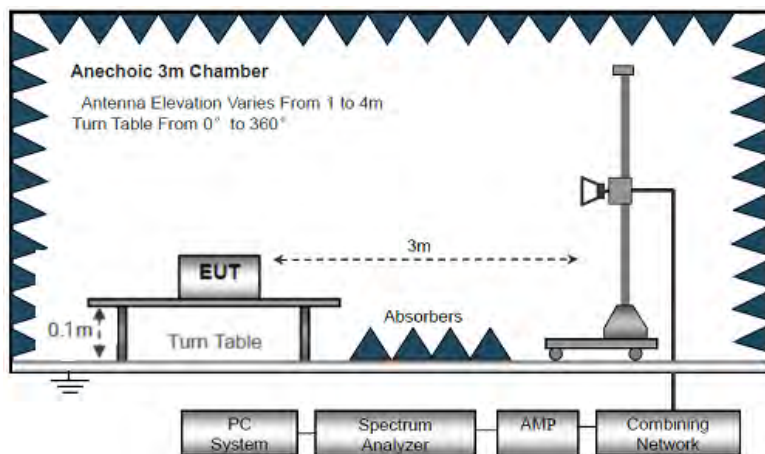 Anechoic 3m Chamber
Antenna Elevation Varies From 1 to 4m
Turn Table From 0° to 360°
3m
EUT
0.1m
Turn Table
Absorbers
PC
System
Spectrum
Analyzer
AMP
Combining
Network